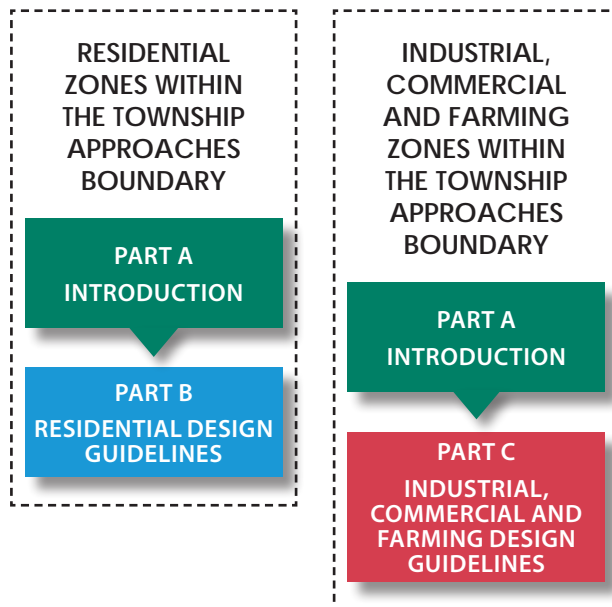 RESIDENTIAL
ZONES WITHIN
THE TOWNSHIP
APPROACHES
BOUNDARY
PART A
INTRODUCTION
PART B
RESIDENTIAL DESIGN
GUIDELINES
INDUSTRIAL,
COMMERCIAL
AND FARMING
ZONES WITHIN
THE TOWNSHIP
APPROACHES
BOUNDARY
PART A
INTRODUCTION
PART C
INDUSTRIAL,
COMMERCIAL AND
FARMING DESIGN
GUIDELINES